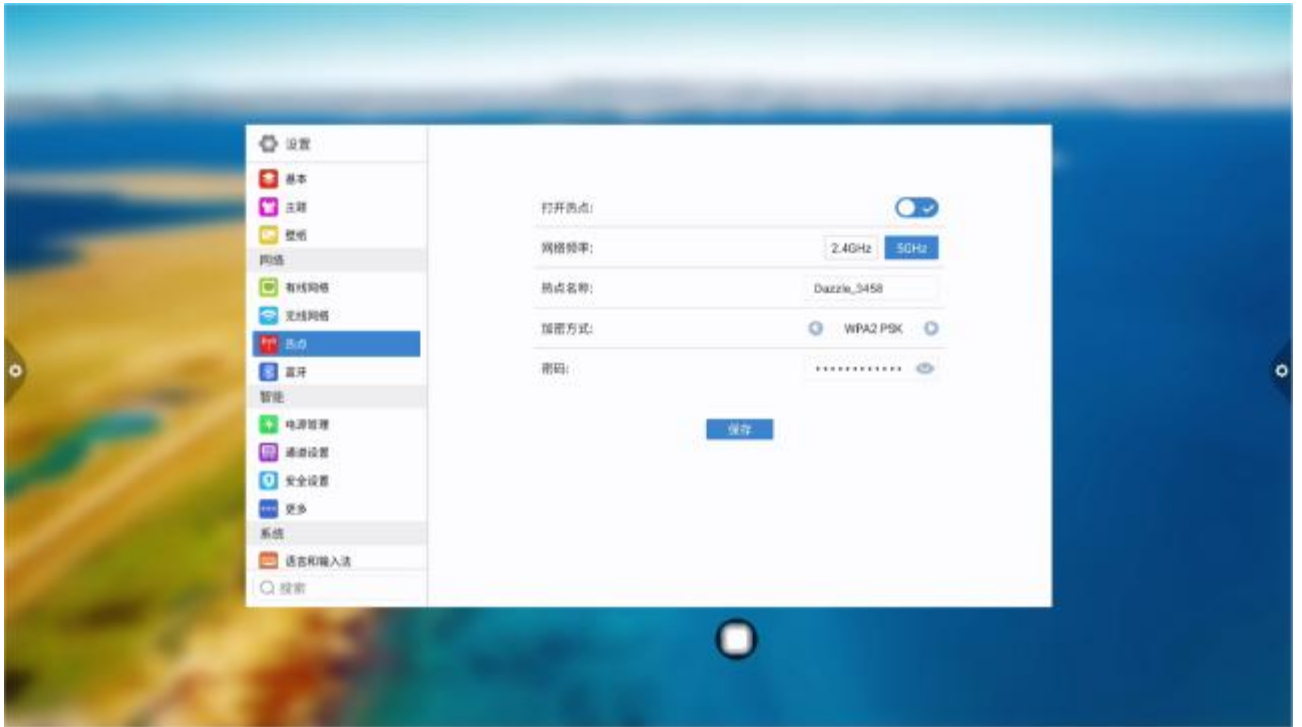 设置
基本
主题
壁纸
网络
有线网络
无线网络
热点
蓝牙
智能
电源管理
通道设置
安全设置
更多
系统
语言和输入法
搜索
打开热点:
网络频率:
2.4GHz
5GHz
热点名称:
Dazzle_3458
加密方式:
WPA2 PSK
密码:
************
保存